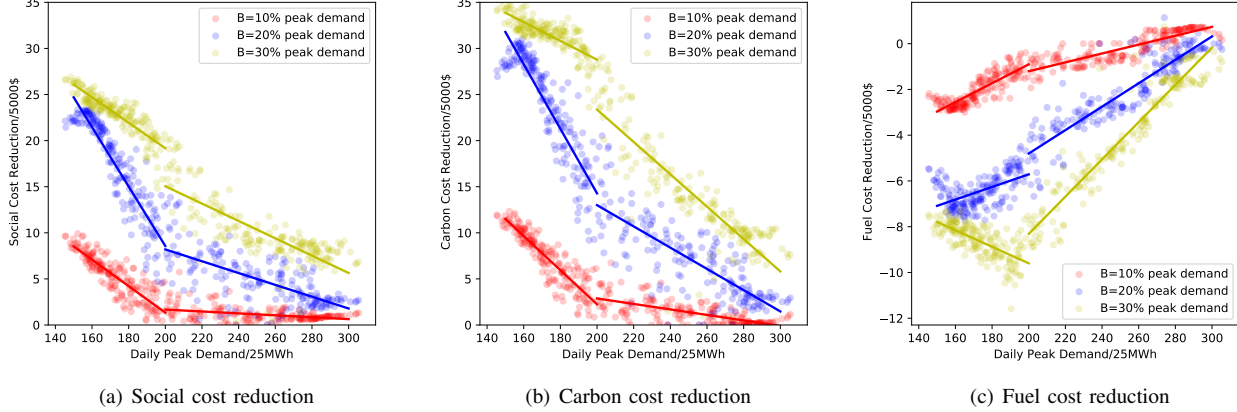 Social Cost Reduction/5000$
35
30
25
20
15
10
5
0
140 160 180 200 220 240 260 280 300
Daily Peak Demand/25MWh
B=10% peak demand
B=20% peak demand
B=30% peak demand
(a) Social cost reduction
Carbon Cost Reduction/5000$
35
30
25
20
15
10
5
0
140 160 180 200 220 240 260 280 300
Daily Peak Demand/25MWh
B=10% peak demand
B=20% peak demand
B=30% peak demand
(b) Carbon cost reduction
Fuel Cost Reduction/5000$
0
−2
−4
−6
−8
−10
−12
140 160 180 200 220 240 260 280 300
Daily Peak Demand/25MWh
B=10% peak demand
B=20% peak demand
B=30% peak demand
(c) Fuel cost reduction